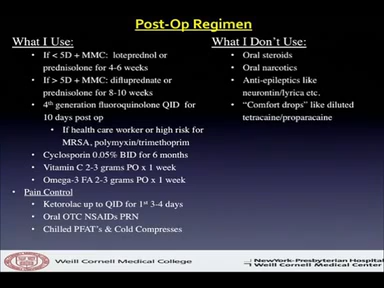 Post-Op Regimen
What I Use:
• If < 5D + MMC: loteprednol or
prednisolone for 4-6 weeks
• If > 5D + MMC: difluprednate or
prednisolone for 8-10 weeks
• 4th generation fluoroquinolone QID for
10 days post op
• If health care worker or high risk for
MRSA, polymyxin/trimethoprim
• Cyclosporin 0.05% BID for 6 months
• Vitamin C 2-3 grams PO x 1 week
• Omega-3 FA 2-3 grams PO x 1 week
• Pain Control
• Ketorolac up to QID for 1st 3-4 days
• Oral OTC NSAIDs PRN
• Chilled PFAT's & Cold Compresses
What I Don't Use:
• Oral steroids
• Oral narcotics
• Anti-epileptics like
neurontin/lyrica etc.
• "Comfort drops" like diluted
tetracaine/proparacaine
Weill Cornell Medical College
NewYork-Presbyterian Hospital
Weill Cornell Medical Center